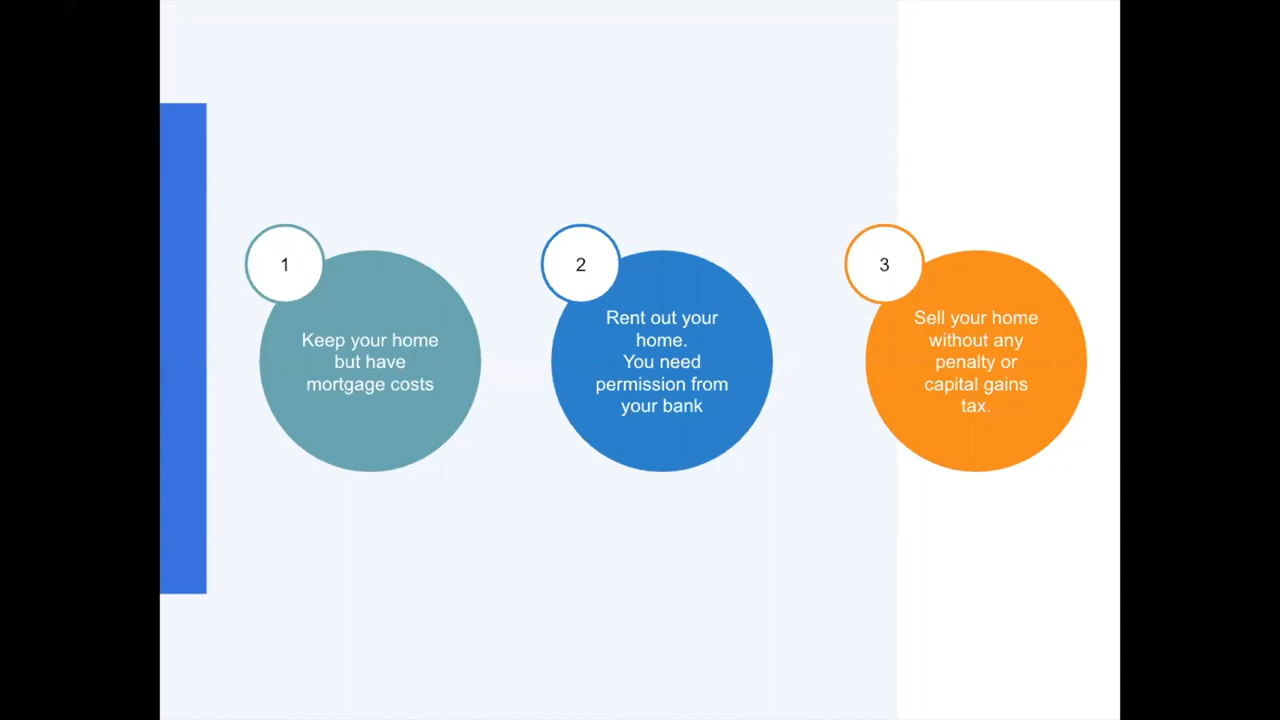 1
Keep your home
but have
mortgage costs
2
Rent out your
home.
You need
permission from
your bank
3
Sell your home
without any
penalty or
capital gains
tax.